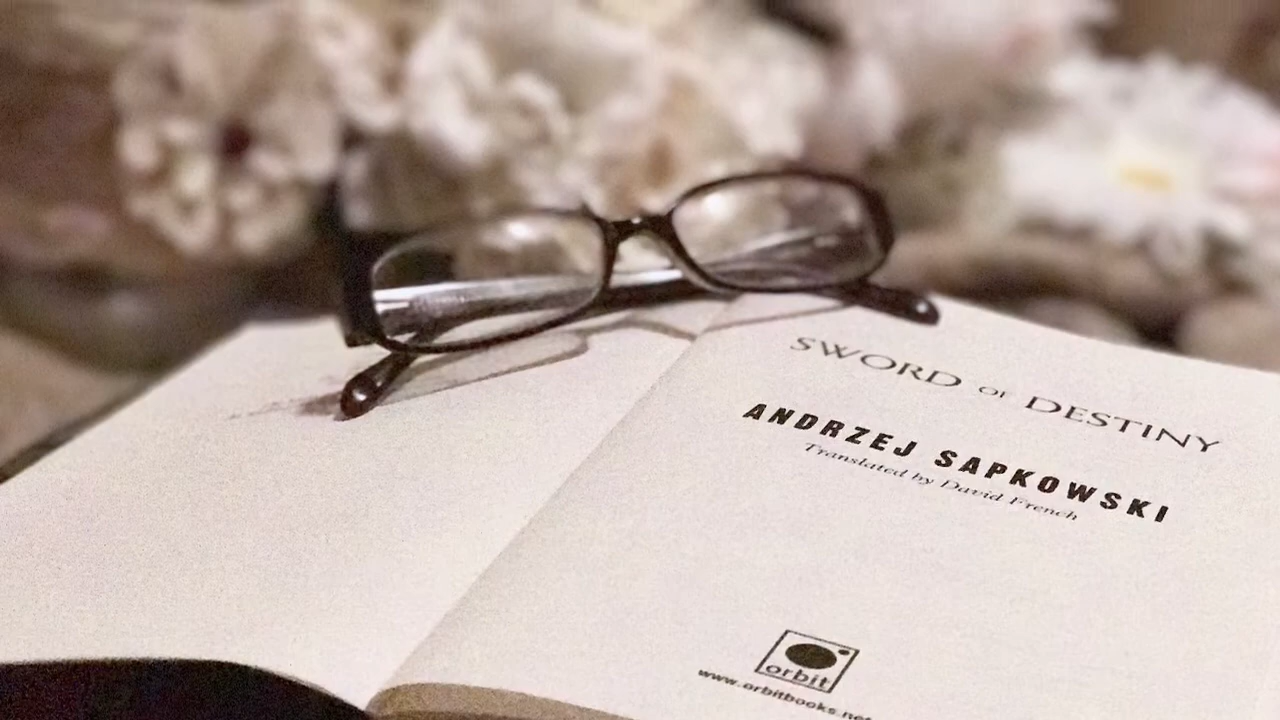 SWORD OF DESTINY
ANDRZEJ SAPKOWSKI
Translated by David French
orbit
www.orbitbooks.net